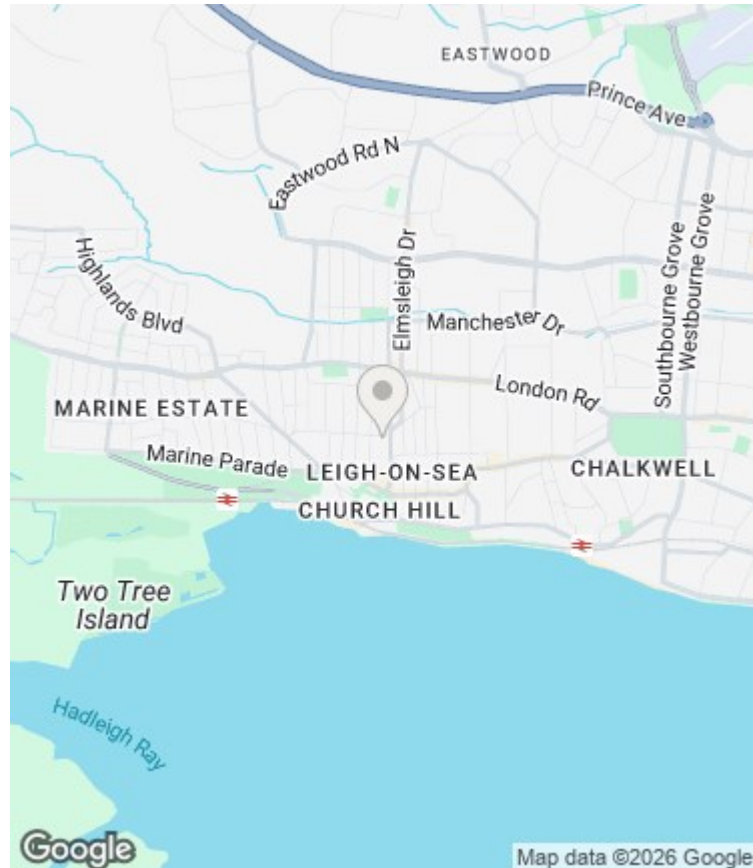 EASTWOOD
Prince Ave
Eastwood Rd N
Highlands Blvd
Elmsleigh Dr
Manchester Dr
Southbourne Grove
Westbourne Grove
London Rd
MARINE ESTATE
Marine Parade
LEIGH-ON-SEA
CHALKWELL
CHURCH HILL
Two Tree
Island
Hadleigh Ray
Google
Map data ©2026 Google